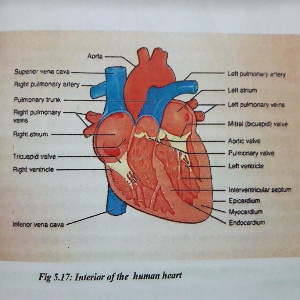 Aorta
Superior vena cava
Right pulmonary artery
Pulmonary trunk
Right pulmonary
veins
Right atrium
Tricuspid valve
Right ventricle
Inferior vena cava
Left pulmonary artery
Left atrium
Left pulmonary veins
Mitral (bicuspid) valve
Aortic valve
Pulmonary valve
Left ventricle
Interventricular septum
Epicardium
Myocardium
Endocardium
Fig 5.17: Interior of the human heart